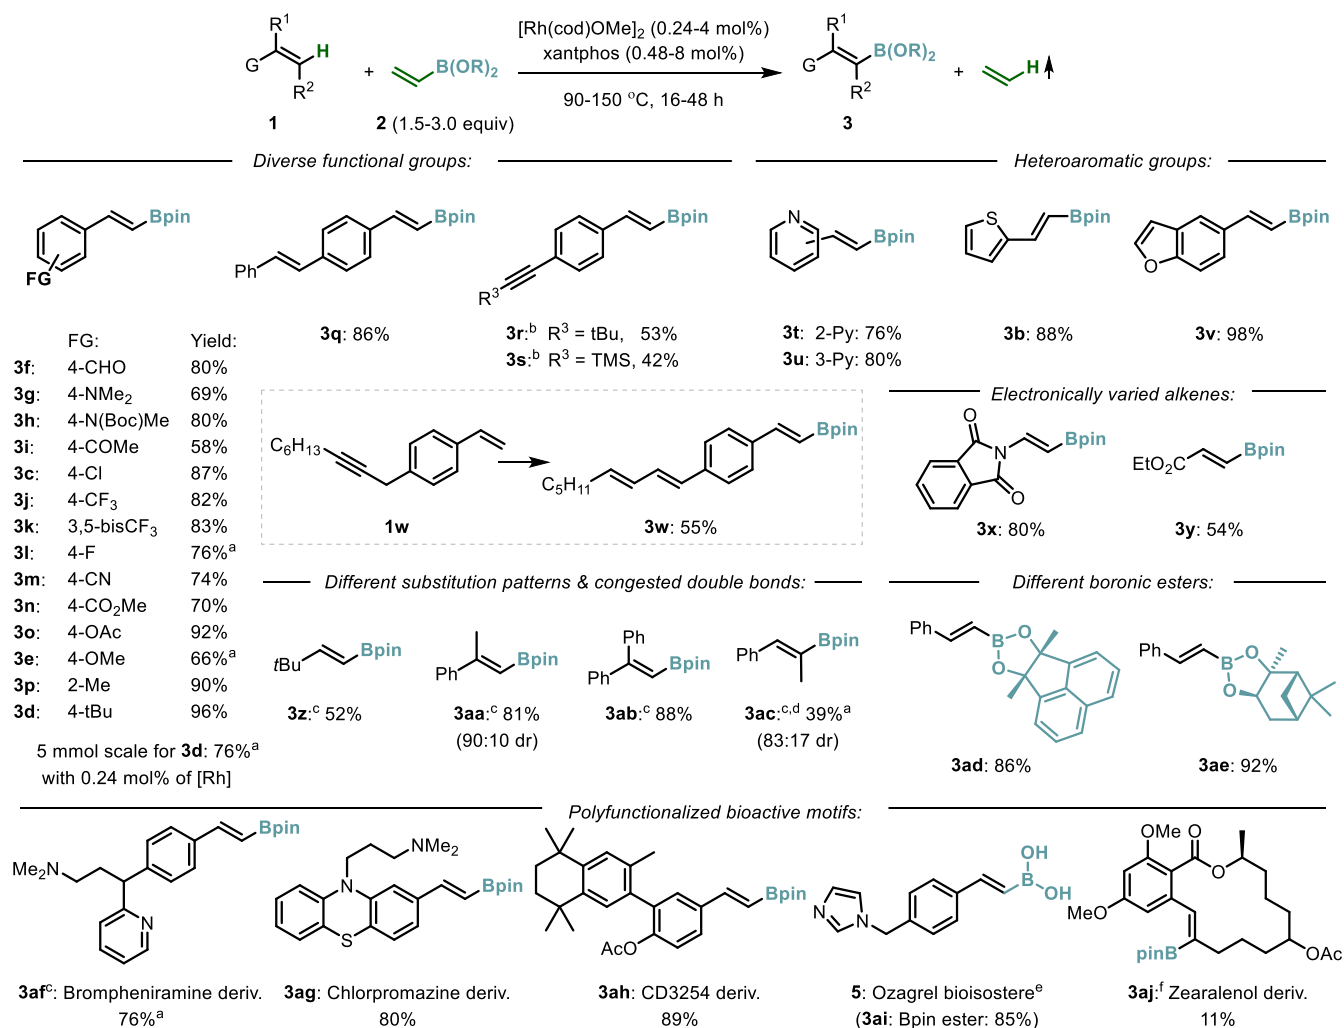 R1 [Rh(cod)OMe]2 (0.24-4 mol%) R1
G H + B(OR)2 xantphos (0.48-8 mol%) G B(OR)2 + H
R2 90-150 °C, 16-48 h R2
1 2 (1.5-3.0 equiv) 3
Diverse functional groups: Heteroaromatic groups:
Bpin Bpin Bpin N Bpin S Bpin Bpin
FG Ph R3 O
3q: 86% 3r:b R3 = tBu, 53% 3t: 2-Py: 76% 3b: 88% 3v: 98%
3s:b R3 = TMS, 42% 3u: 3-Py: 80%
FG: Yield:
3f: 4-CHO 80%
3g: 4-NMe2 69%
3h: 4-N(Boc)Me 80%
3i: 4-COMe 58%
3c: 4-Cl 87%
3j: 4-CF3 82%
3k: 3,5-bisCF3 83%
3l: 4-F 76%a
3m: 4-CN 74%
3n: 4-CO2Me 70%
3o: 4-OAc 92%
3e: 4-OMe 66%a
3p: 2-Me 90%
3d: 4-tBu 96%
5 mmol scale for 3d: 76%a
with 0.24 mol% of [Rh]
C6H13 C5H11 Bpin
1w 3w: 55%
Electronically varied alkenes:
O N O Bpin EtO2C Bpin
3x: 80% 3y: 54%
Different substitution patterns & congested double bonds:
tBu Bpin Ph Bpin Ph Ph Bpin Ph Bpin
3z:c 52% 3aa:c 81% 3ab:c 88% 3ac:c,d 39%a
(90:10 dr) (83:17 dr)
Different boronic esters:
Ph B O O Ph B O O
3ad: 86% 3ae: 92%
Polyfunctionalized bioactive motifs:
Me2N N Bpin NMe2 N S Bpin AcO Bpin N N B OH OH OMe O O OMe pinB OAc
3afc: Brompheniramine deriv. 3ag: Chlorpromazine deriv. 3ah: CD3254 deriv. 5: Ozagrel bioisosteree 3aj:f Zearalenol deriv.
76%a 80% 89% (3ai: Bpin ester: 85%) 11%